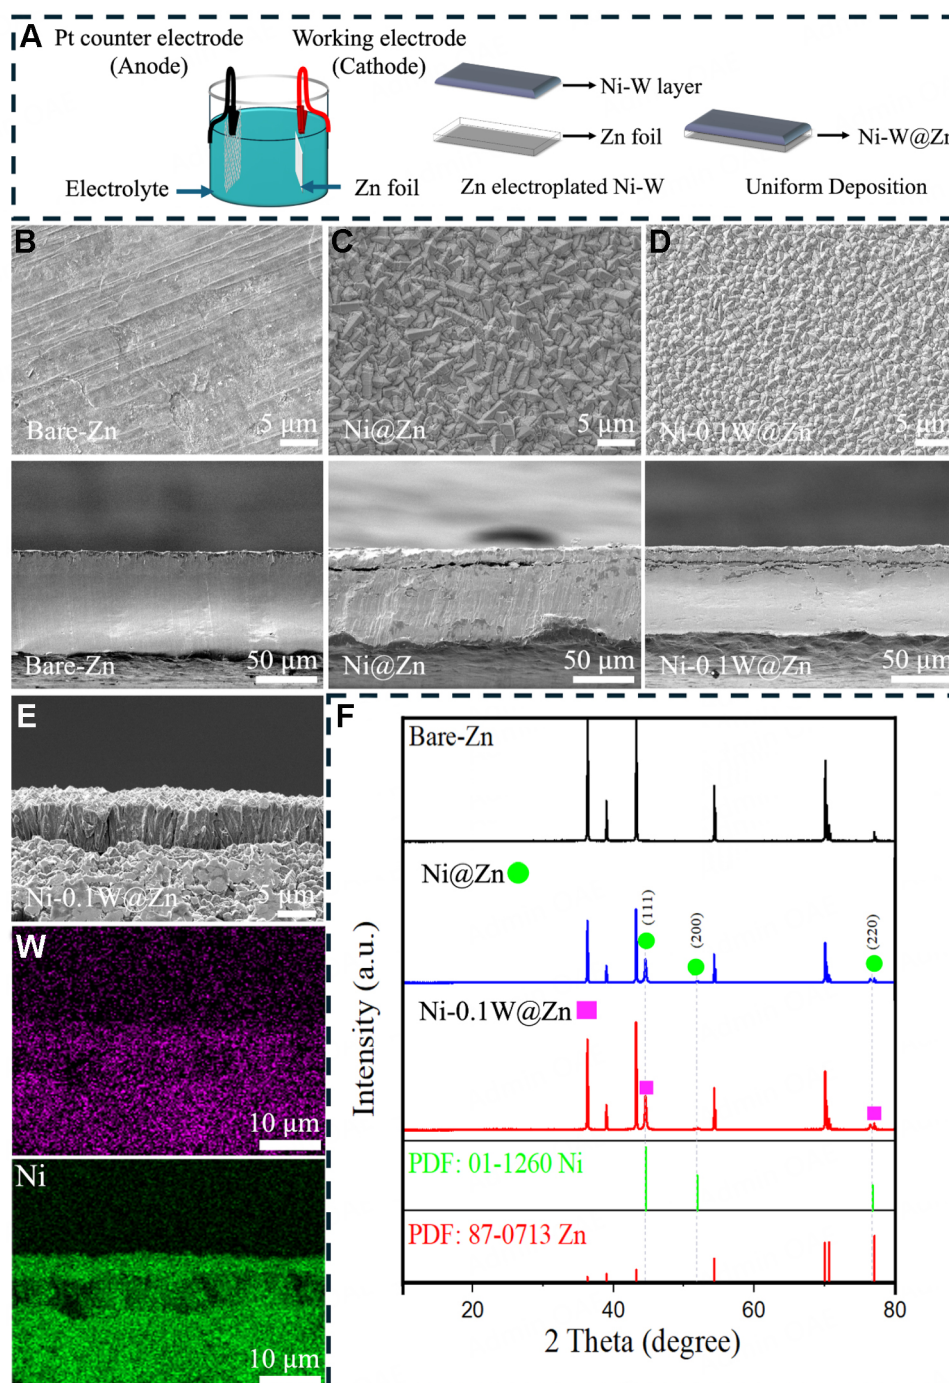 A
Pt counter electrode
(Anode)
Working electrode
(Cathode)
Electrolyte
Zn foil
Ni-W layer
Zn foil
Zn electroplated Ni-W
Ni-W@Zn
Uniform Deposition
B
Bare-Zn
5 μm
C
Ni@Zn
5 μm
D
Ni-0.1W@Zn
5 μm
Bare-Zn
50 μm
Ni@Zn
50 μm
Ni-0.1W@Zn
50 μm
E
Ni-0.1W@Zn
5 μm
W
10 μm
Ni
10 μm
F
Bare-Zn
Ni@Zn
(111)
(200)
(220)
Ni-0.1W@Zn
PDF: 01-1260 Ni
PDF: 87-0713 Zn
Intensity (a.u.)
20
40
60
80
2 Theta (degree)